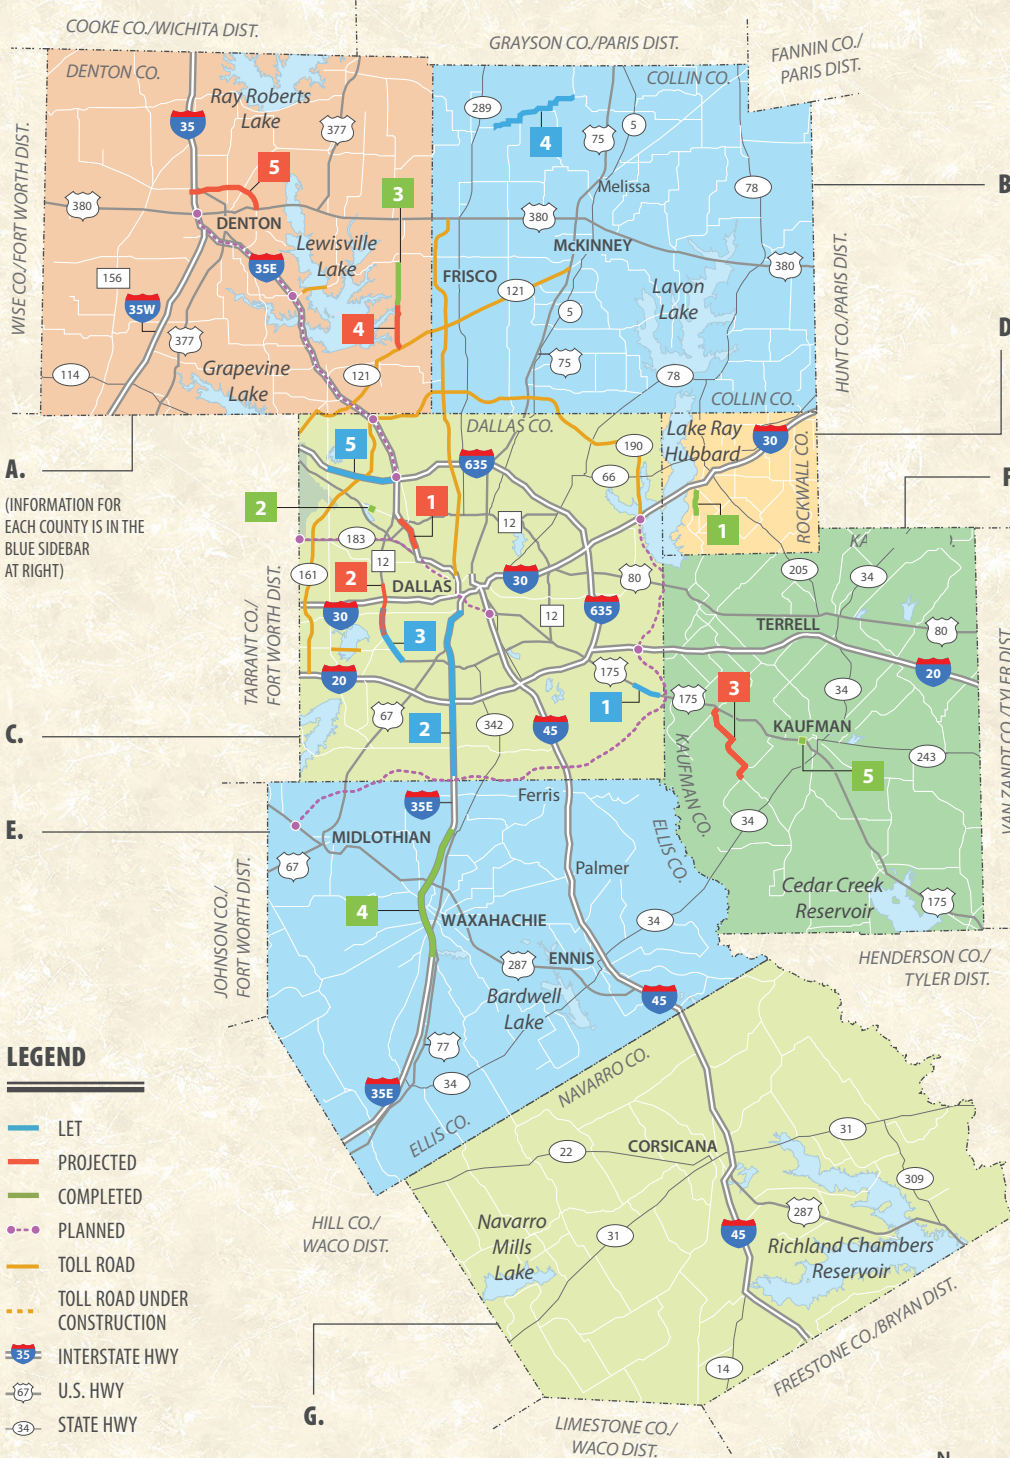 COOKE CO./WICHITA DIST.
GRAYSON CO./PARIS DIST.
FANNIN CO./
PARIS DIST.
DENTON CO.
COLLIN CO.
Ray Roberts
Lake
35
377
289
4
75
5
Melissa
78
WISE CO./FORT WORTH DIST.
5
3
B
380
DENTON
380
McKINNEY
Lewisville
Lake
35E
FRISCO
121
380
HUNT CO./PARIS DIST.
156
35W
Lavon
Lake
5
D
4
377
75
Grapevine
Lake
114
121
78
COLLIN CO.
DALLAS CO.
Lake Ray
Hubbard
30
190
5
635
66
ROCKWALL CO.
A.
(INFORMATION FOR
EACH COUNTY IS IN THE
BLUE SIDEBAR
AT RIGHT)
F
2
1
12
1
183
12
KA
).
161
2
DALLAS
30
80
205
34
TARRANT CO./
FORT WORTH DIST.
30
12
635
TERRELL
80
3
20
175
1
175
3
34
20
VAN ZANDT CO./TYLER DIST.
C.
67
2
342
45
KAUFMAN
243
5
KAUFMAN CO.
35E
Ferris
34
E.
MIDLOTHIAN
ELLIS CO.
67
Palmer
JOHNSON CO./
FORT WORTH DIST.
4
WAXAHACHIE
34
Cedar Creek
Reservoir
175
287
ENNIS
HENDERSON CO./
TYLER DIST.
Bardwell
Lake
45
LEGEND
77
34
35E
NAVARRO CO.
ELLIS CO.
LET
PROJECTED
COMPLETED
PLANNED
TOLL ROAD
TOLL ROAD UNDER
CONSTRUCTION
35
INTERSTATE HWY
67
U.S. HWY
34
STATE HWY
22
CORSICANA
31
309
HILL CO./
WACO DIST.
Navarro
Mills
Lake
31
287
45
Richland Chambers
Reservoir
FREESTONE CO./BRYAN DIST.
14
G.
LIMESTONE CO./
WACO DIST.
N